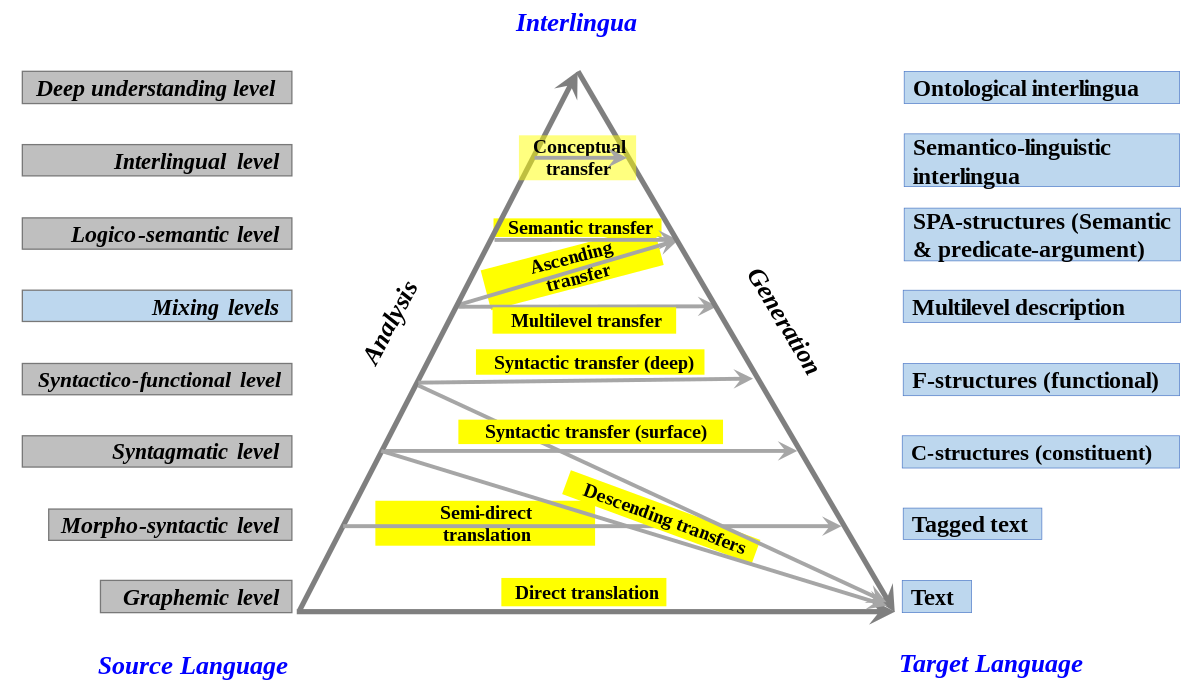 Interlingua
Deep understanding level
Ontological interlingua
Conceptual
transfer
Interlingual level
Semantico-linguistic
interlingua
Semantic transfer
Logico-semantic level
SPA-structures (Semantic
& predicate-argument)
Ascending
transfer
Mixing levels
Multilevel transfer
Multilevel description
Analysis
Generation
Syntactico-functional level
Syntactic transfer (deep)
F-structures (functional)
Syntagmatic level
Syntactic transfer (surface)
C-structures (constituent)
Descending transfers
Morpho-syntactic level
Semi-direct
translation
Tagged text
Graphemic level
Direct translation
Text
Source Language
Target Language